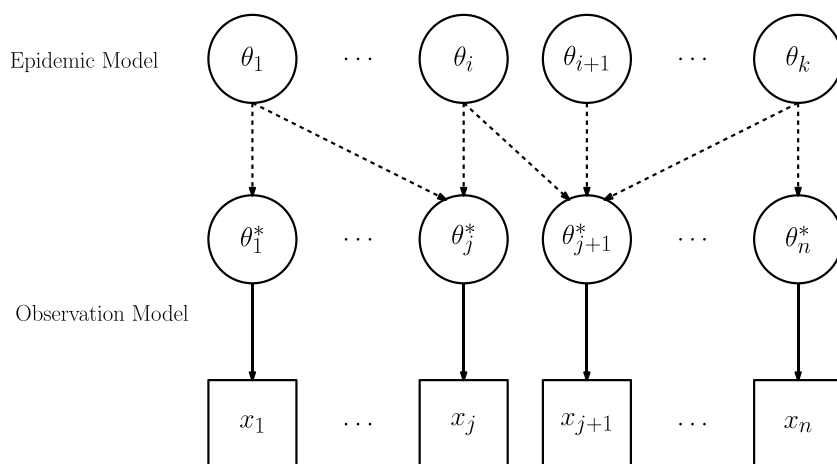 Epidemic Model θ₁ ⋯ θᵢ θᵢ₊₁ ⋯ θₖ
θ₁* ⋯ θⱼ* θⱼ₊₁* ⋯ θₙ*
Observation Model
x₁ ⋯ xⱼ xⱼ₊₁ ⋯ xₙ